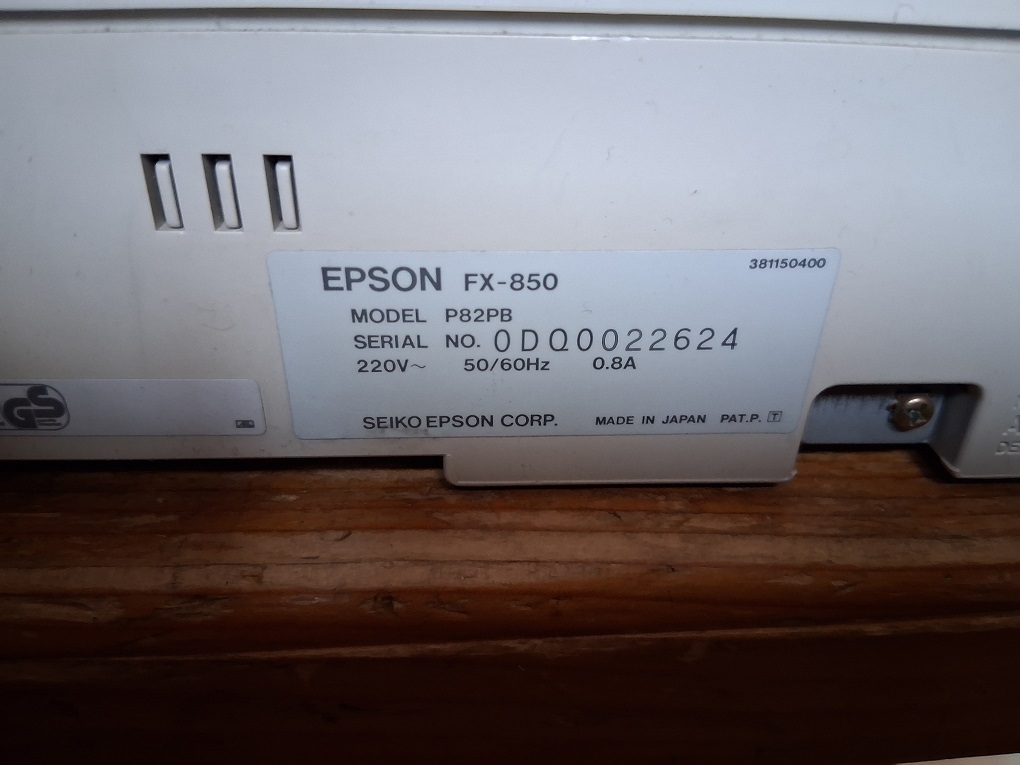 381150400
EPSON FX-850
MODEL P82PB
SERIAL NO. 0DQ0022624
220V~ 50/60Hz 0.8A
SEIKO EPSON CORP. MADE IN JAPAN PAT.P. T
GS